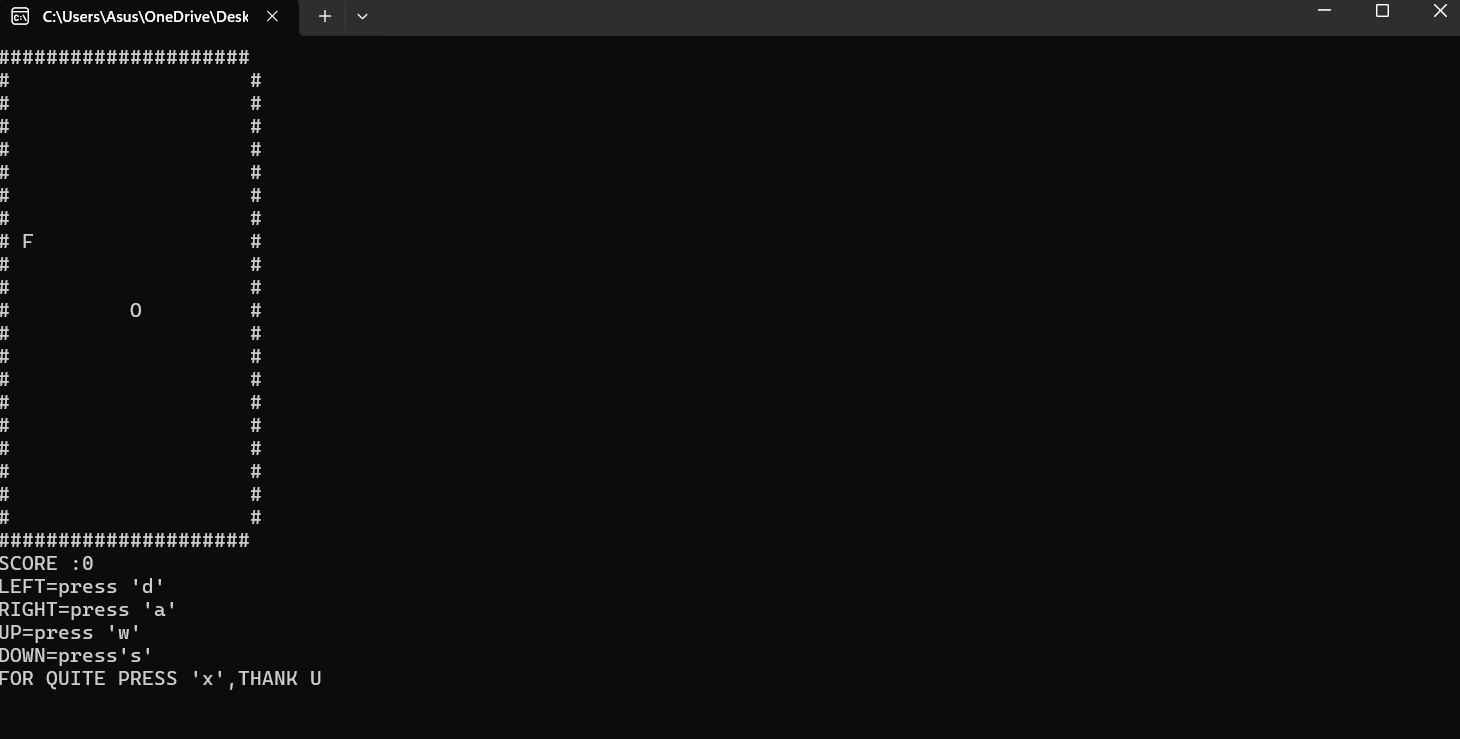 C:\Users\Asus\OneDrive\Desk
#####################
#                    #
#                    #
#                    #
#                    #
#                    #
#                    #
#                    #
# F                  #
#                    #
#                    #
#          O         #
#                    #
#                    #
#                    #
#                    #
#                    #
#                    #
#                    #
#                    #
#                    #
#####################
SCORE :0
LEFT=press 'd'
RIGHT=press 'a'
UP=press 'w'
DOWN=press's'
FOR QUITE PRESS 'x',THANK U